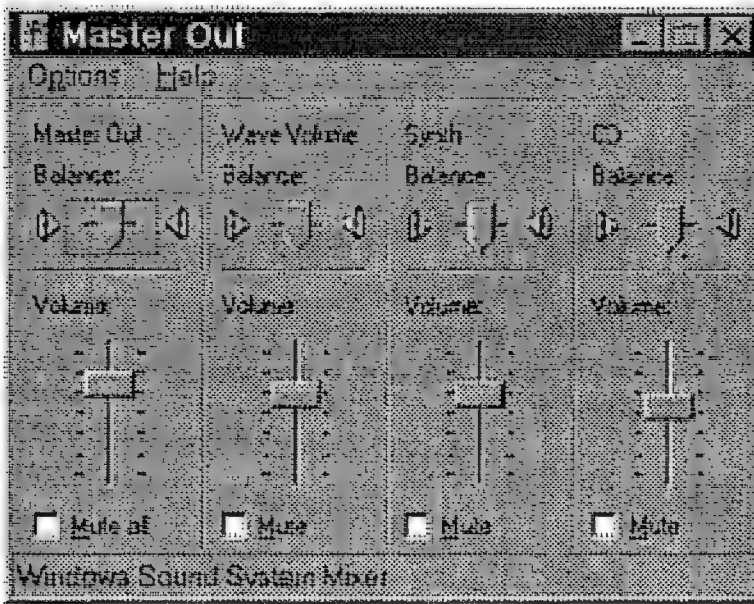 Master Out
Options Help
Master Out Wave Volume Synth CD
Balance: Balance: Balance: Balance:
Volume: Volume: Volume: Volume:
Mute all Mute Mute Mute
Windows Sound System Mixer